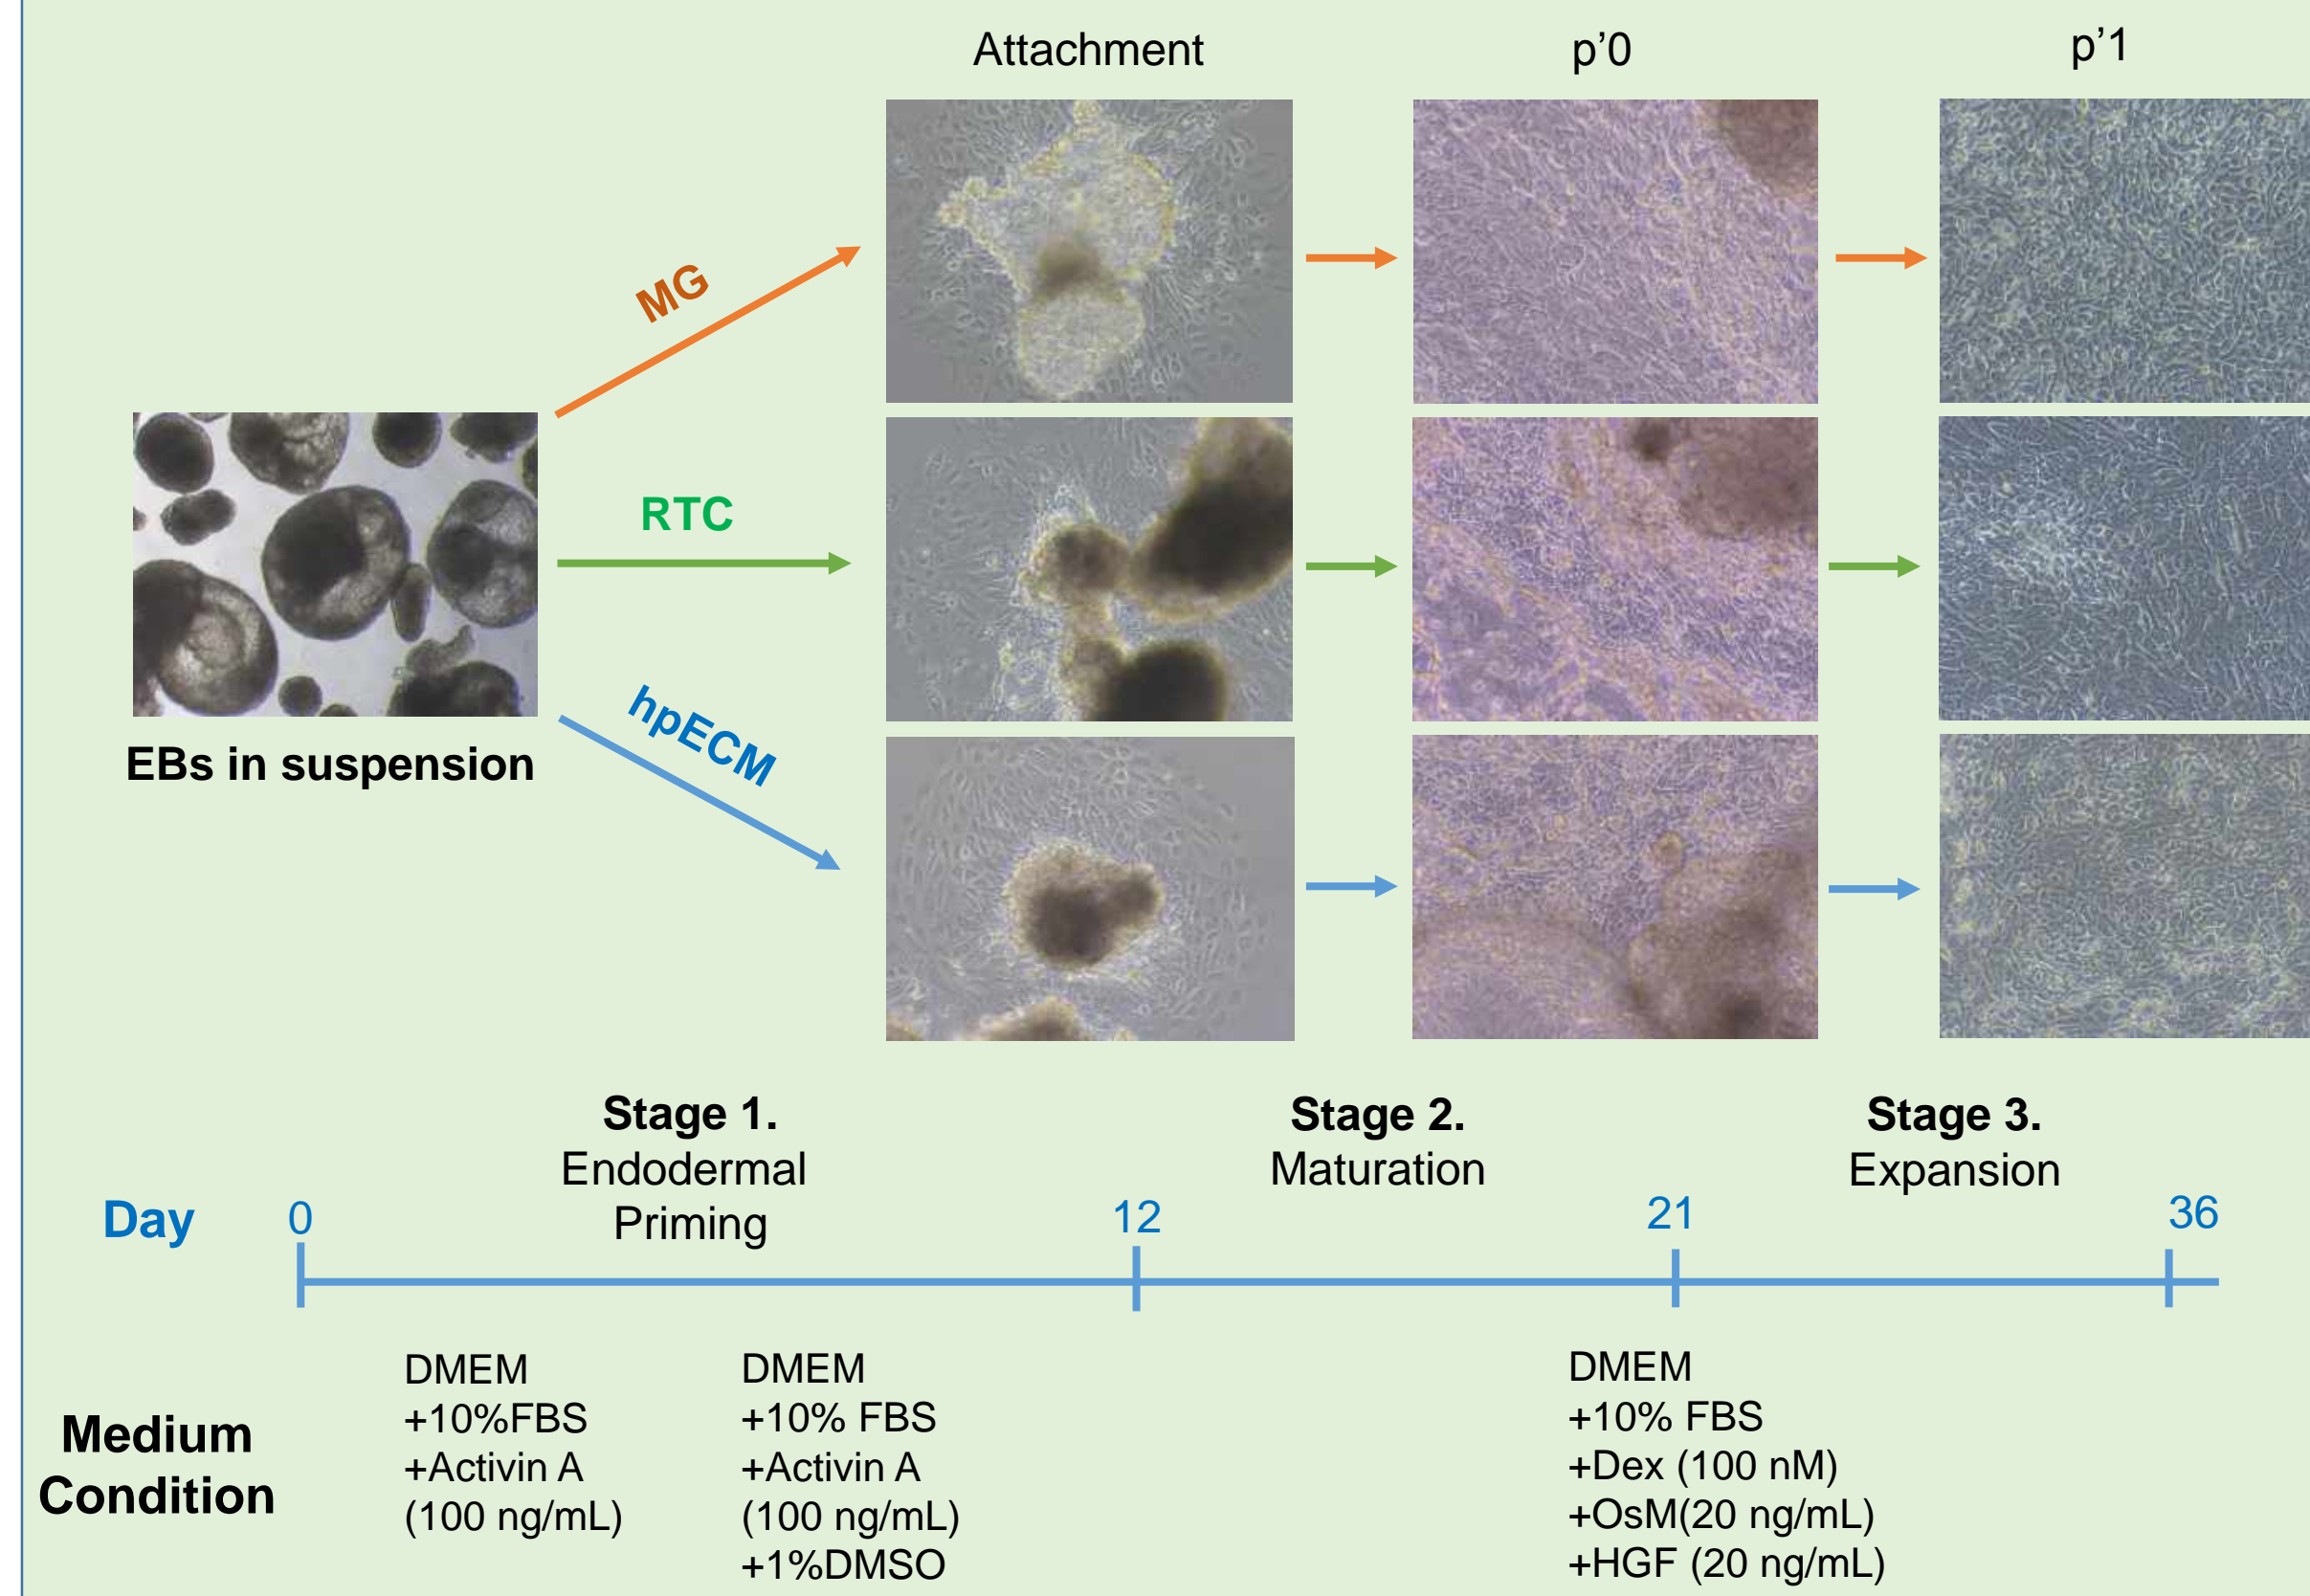 Attachment
p’0
p’1
MG
RTC
hpECM
EBs in suspension
Stage 1.
Endodermal
Priming
Stage 2.
Maturation
Stage 3.
Expansion
Day
0
12
21
36
Medium
Condition
DMEM
+10%FBS
+Activin A
(100 ng/mL)
DMEM
+10% FBS
+Activin A
(100 ng/mL)
+1%DMSO
DMEM
+10% FBS
+Dex (100 nM)
+OsM(20 ng/mL)
+HGF (20 ng/mL)